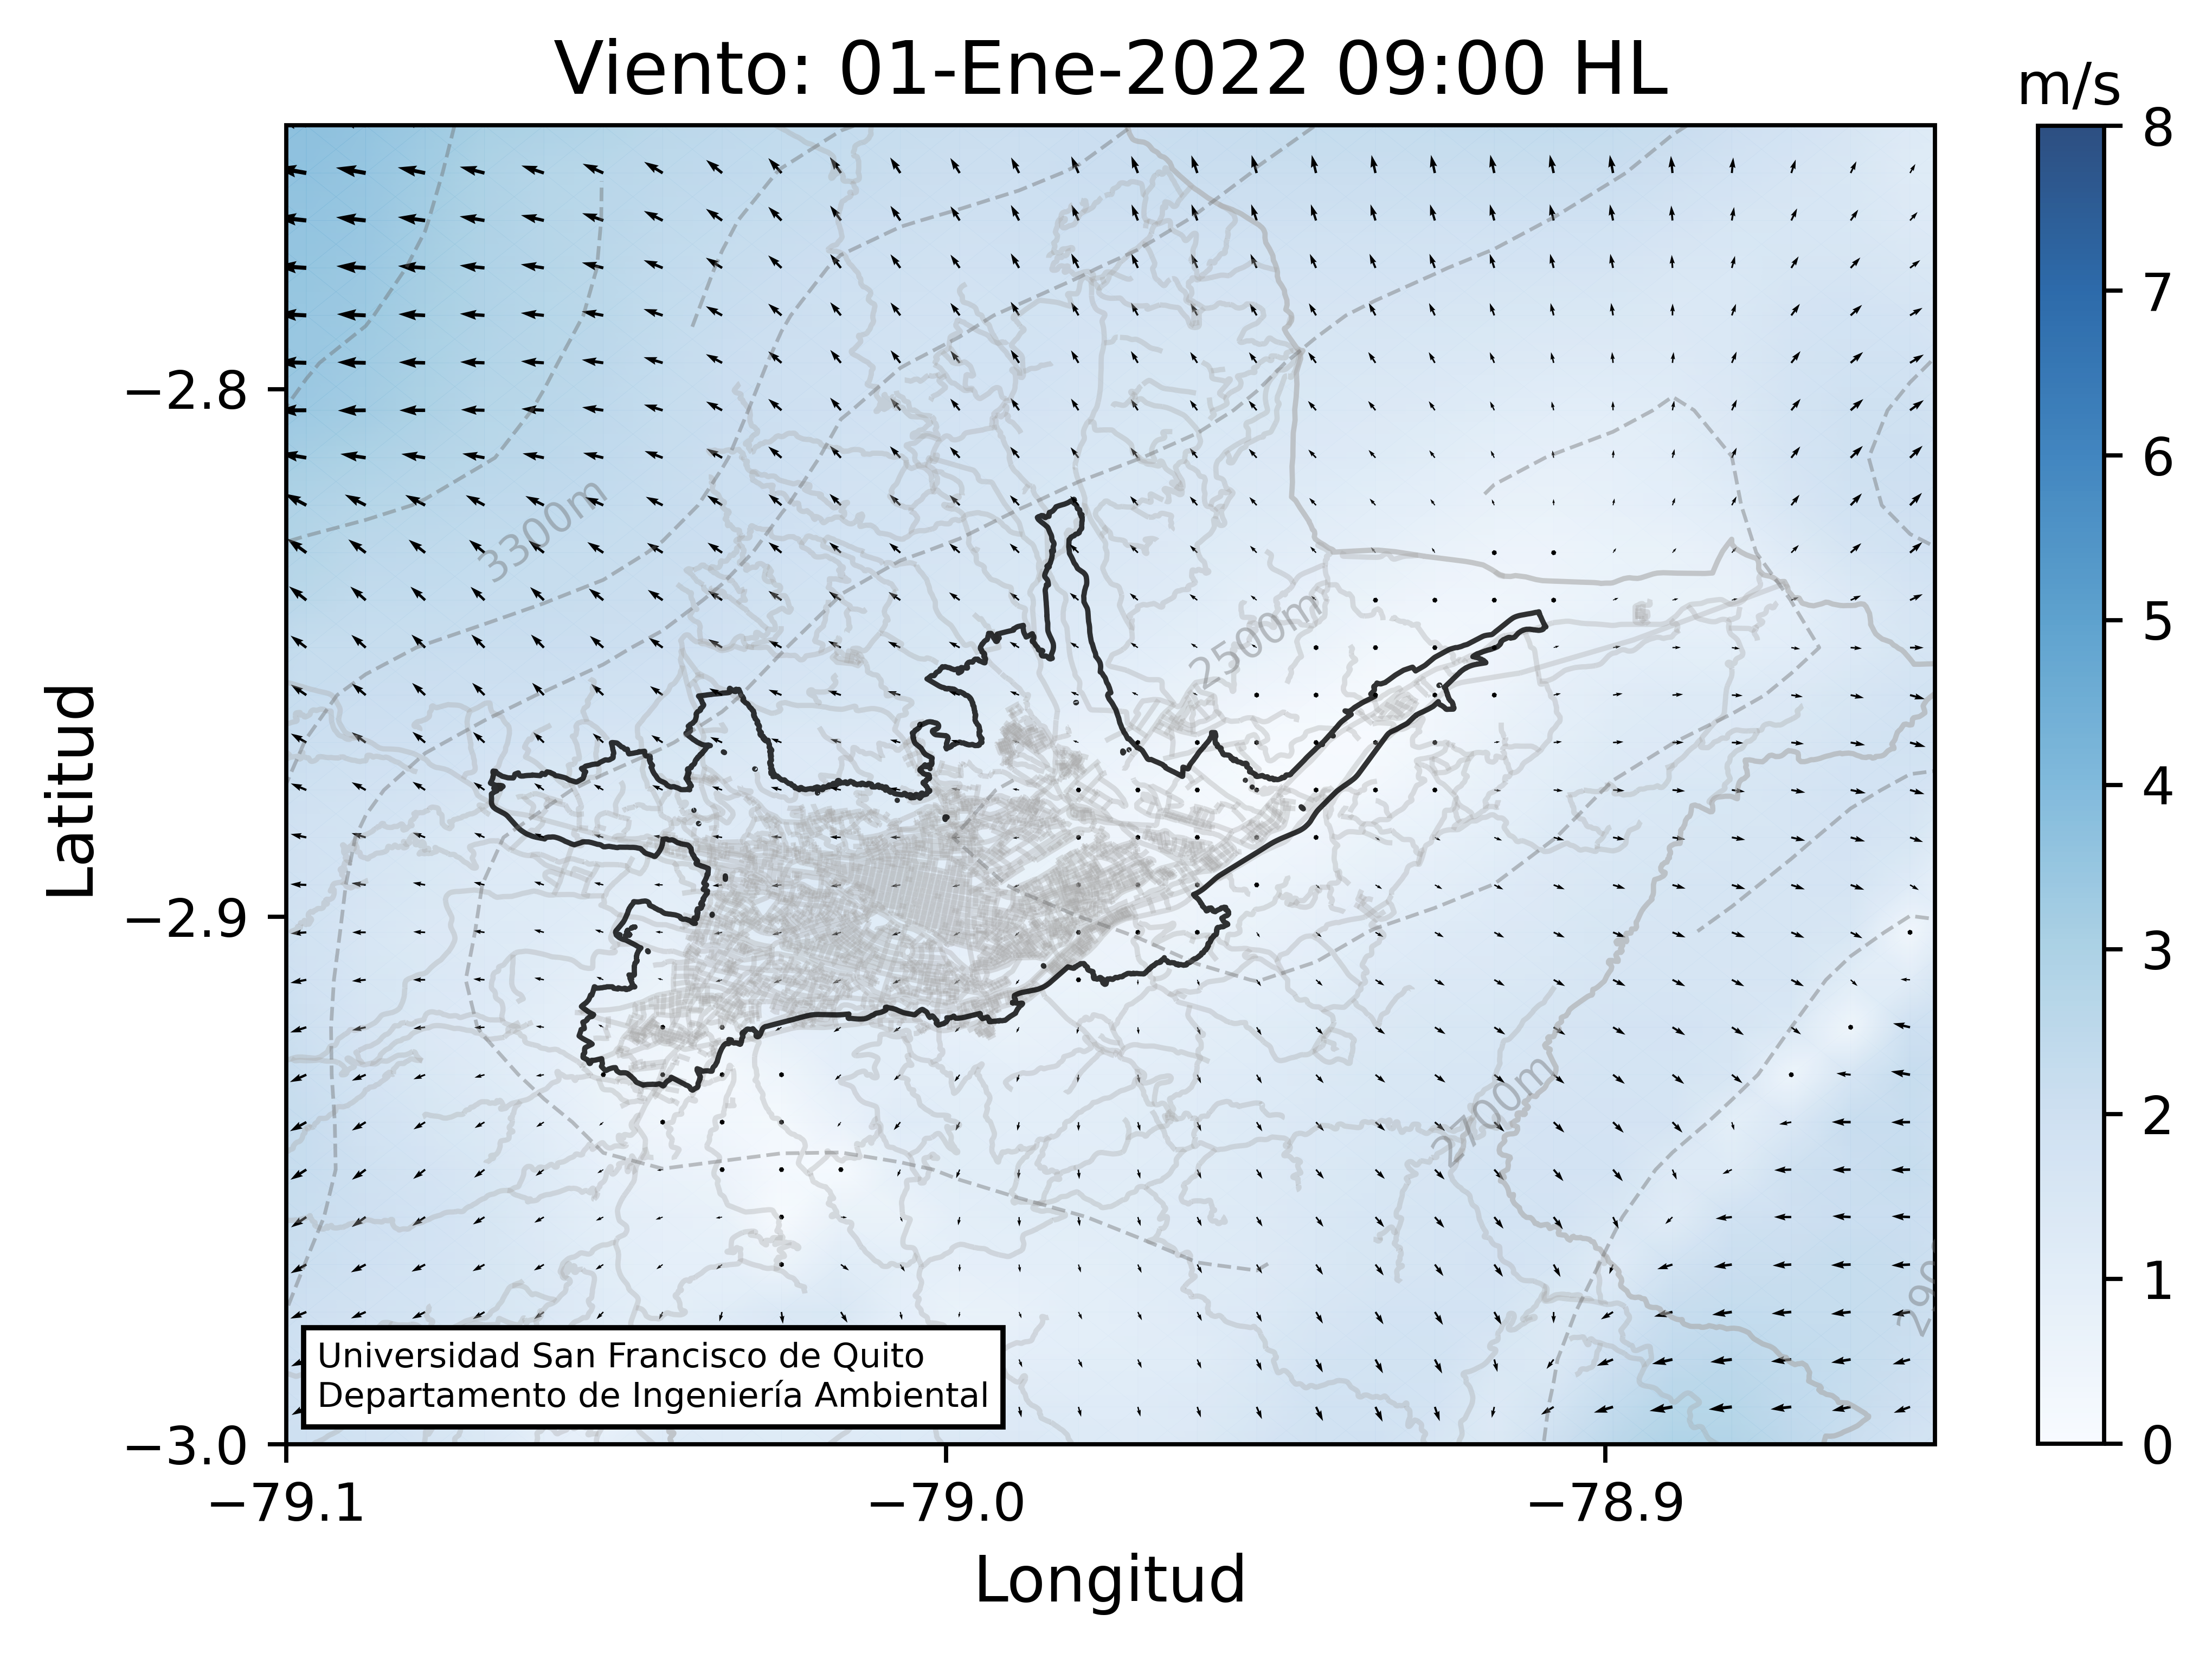 Viento: 01-Ene-2022 09:00 HL
m/s
8
7
6
5
4
3
2
1
0
Latitud
−2.8
−2.9
−3.0
3300m
2500m
2700m
Universidad San Francisco de Quito
Departamento de Ingeniería Ambiental
−79.1
−79.0
−78.9
Longitud